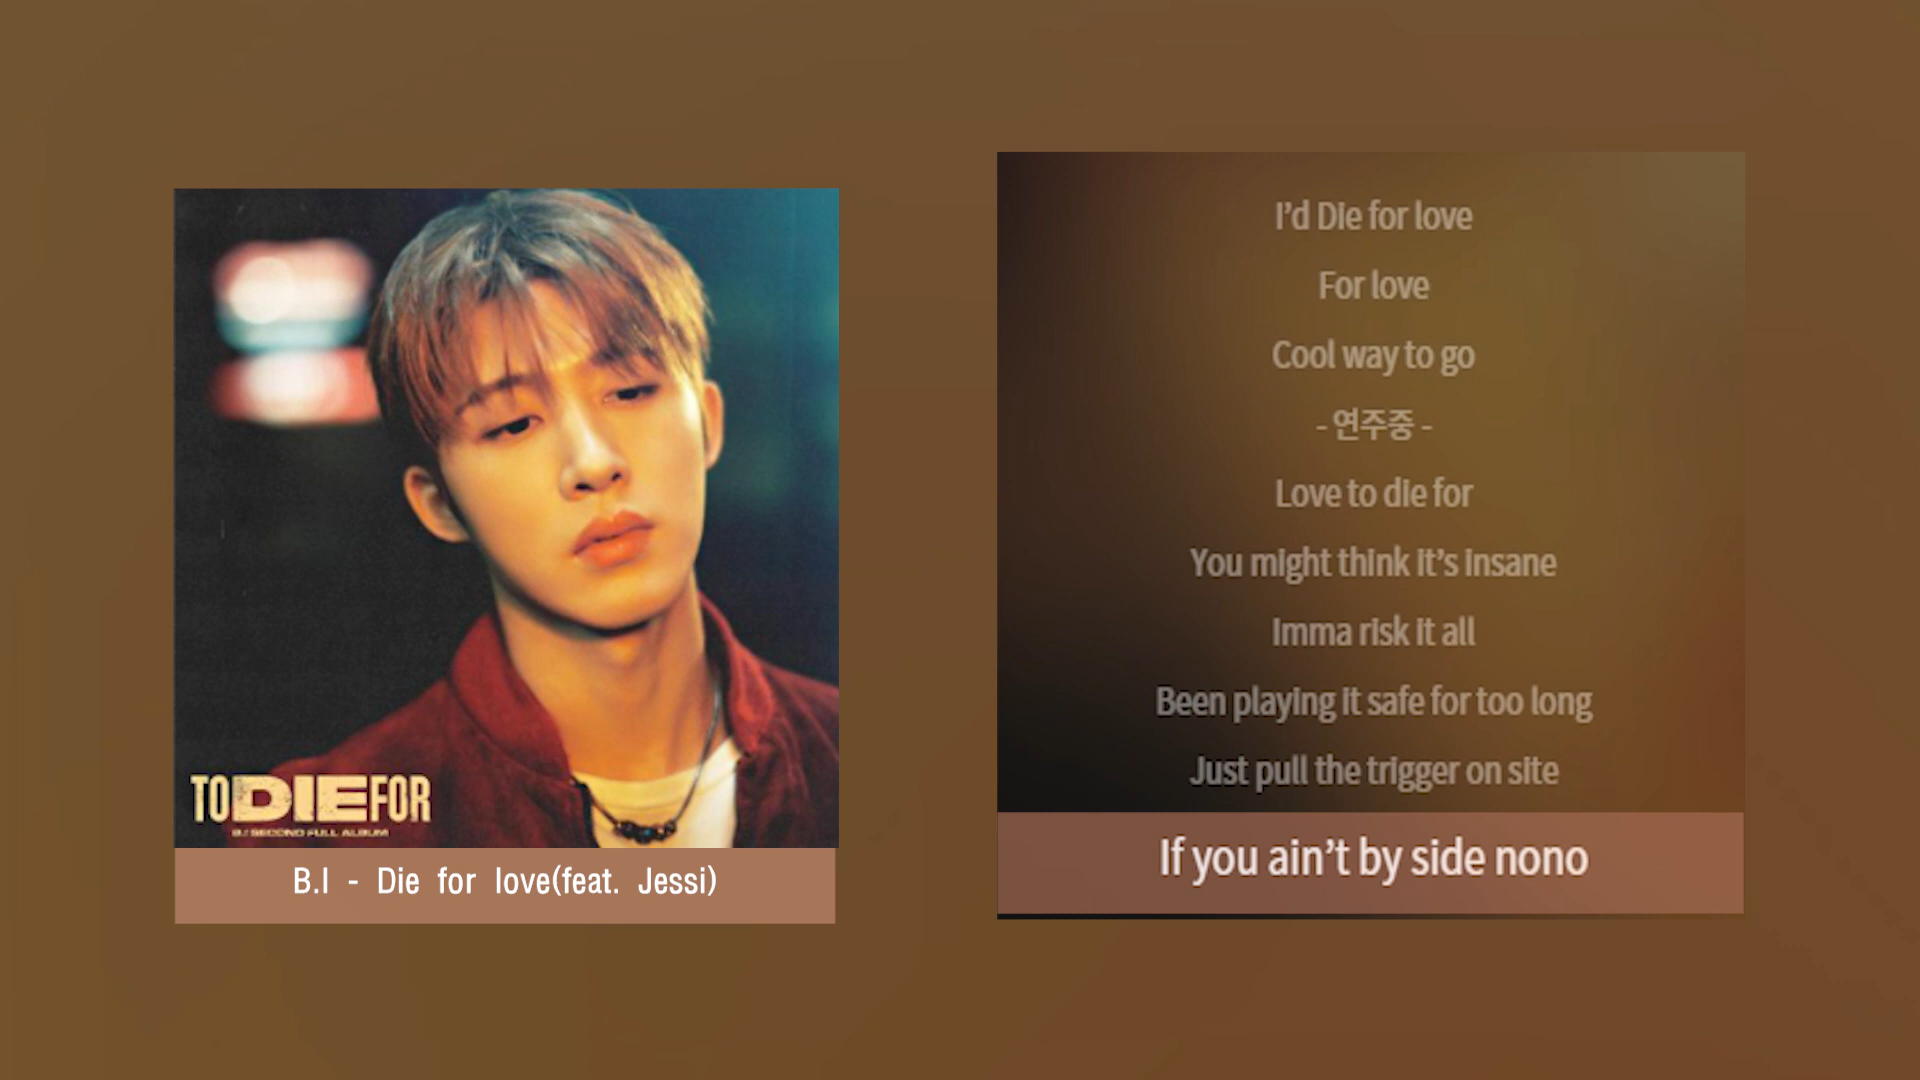 TO DIE FOR
B.I SECOND FULL ALBUM
B.I - Die for love(feat. Jessi)
I’d Die for love
For love
Cool way to go
- 연주중 -
Love to die for
You might think it’s insane
Imma risk it all
Been playing it safe for too long
Just pull the trigger on site
If you ain’t by side nono